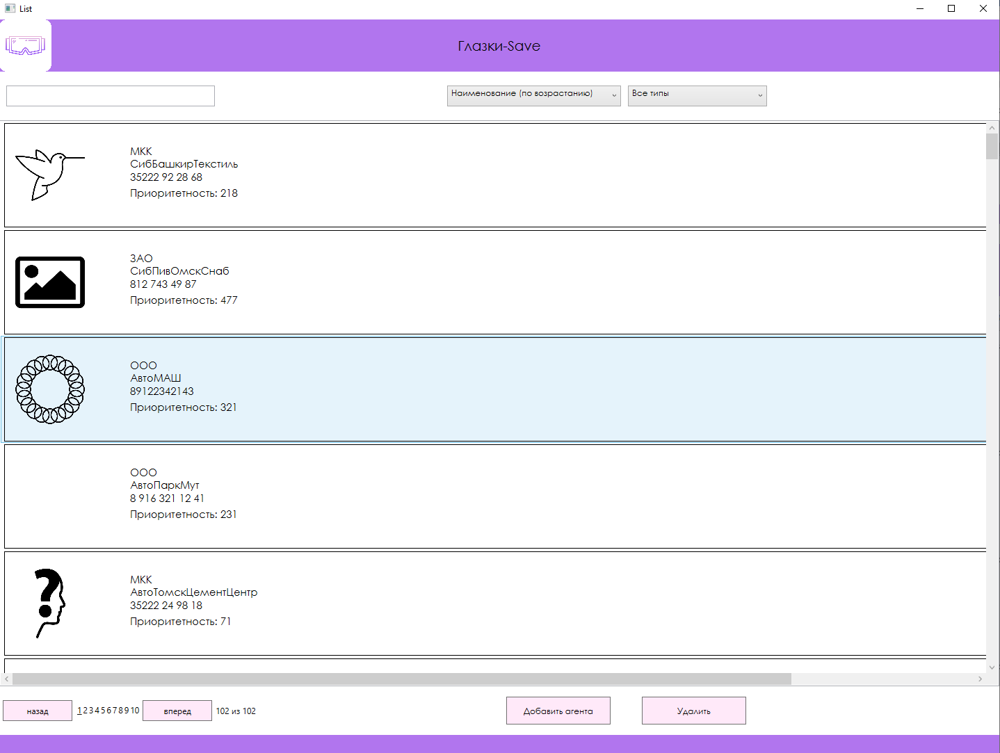 List
Глазки-Save
Наименование (по возрастанию)
Все типы
МКК
СибБашкирТекстиль
35222 92 28 68
Приоритетность: 218
ЗАО
СибПивОмскСнаб
812 743 49 87
Приоритетность: 477
ООО
АвтоМАШ
89122342143
Приоритетность: 321
ООО
АвтоПаркМут
8 916 321 12 41
Приоритетность: 231
МКК
АвтоТомскЦементЦентр
35222 24 98 18
Приоритетность: 71
назад
1 2 3 4 5 6 7 8 9 10
вперед
102 из 102
Добавить агента
Удалить